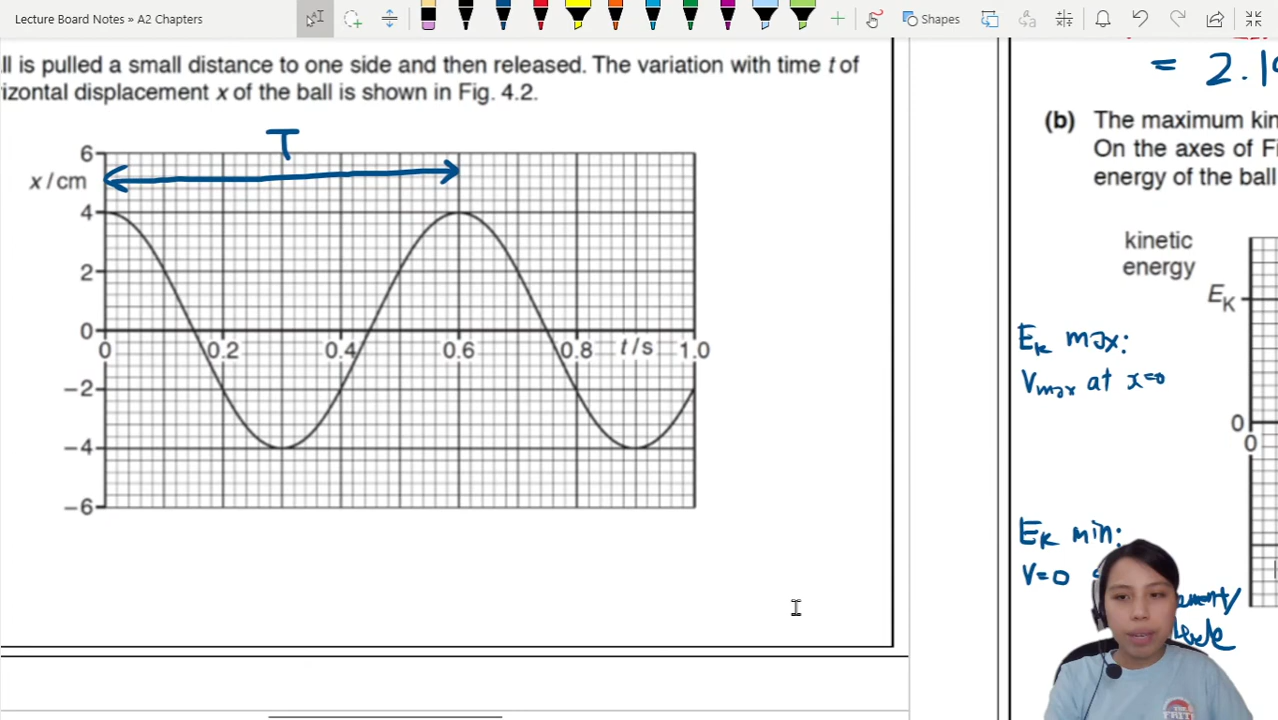 Lecture Board Notes » A2 Chapters
Shapes
ll is pulled a small distance to one side and then released. The variation with time t of
izontal displacement x of the ball is shown in Fig. 4.2.
T
6
x / cm
4
2
0
−2
−4
−6
0 0.2 0.4 0.6 0.8 t / s 1.0
= 2.1
(b) The maximum kin
On the axes of Fi
energy of the ball
kinetic
energy
EK
0
0
EK max:
Vmax at x=0
EK min:
V=0